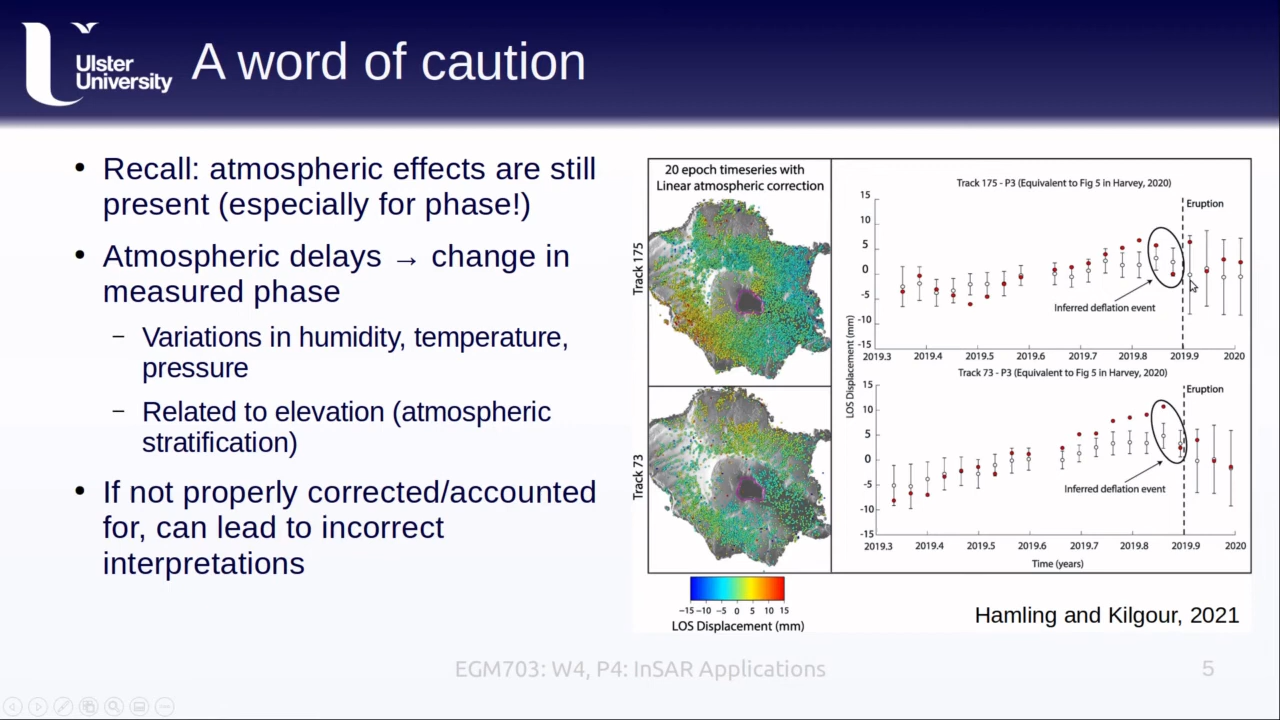 Ulster
University
A word of caution
• Recall: atmospheric effects are still
present (especially for phase!)
• Atmospheric delays → change in
measured phase
– Variations in humidity, temperature,
pressure
– Related to elevation (atmospheric
stratification)
• If not properly corrected/accounted
for, can lead to incorrect
interpretations
20 epoch timeseries with
Linear atmospheric correction
Track 175
Track 73
-15 -10 -5 0 5 10 15
LOS Displacement (mm)
Track 175 - P3 (Equivalent to Fig 5 in Harvey, 2020)
15
10
5
0
-5
-10
-15
Eruption
Inferred deflation event
2019.3 2019.4 2019.5 2019.6 2019.7 2019.8 2019.9 2020
LOS Displacement (mm)
Track 73 - P3 (Equivalent to Fig 5 in Harvey, 2020)
15
10
5
0
-5
-10
-15
Eruption
Inferred deflation event
2019.3 2019.4 2019.5 2019.6 2019.7 2019.8 2019.9 2020
Time (years)
Hamling and Kilgour, 2021
EGM703: W4, P4: InSAR Applications
5